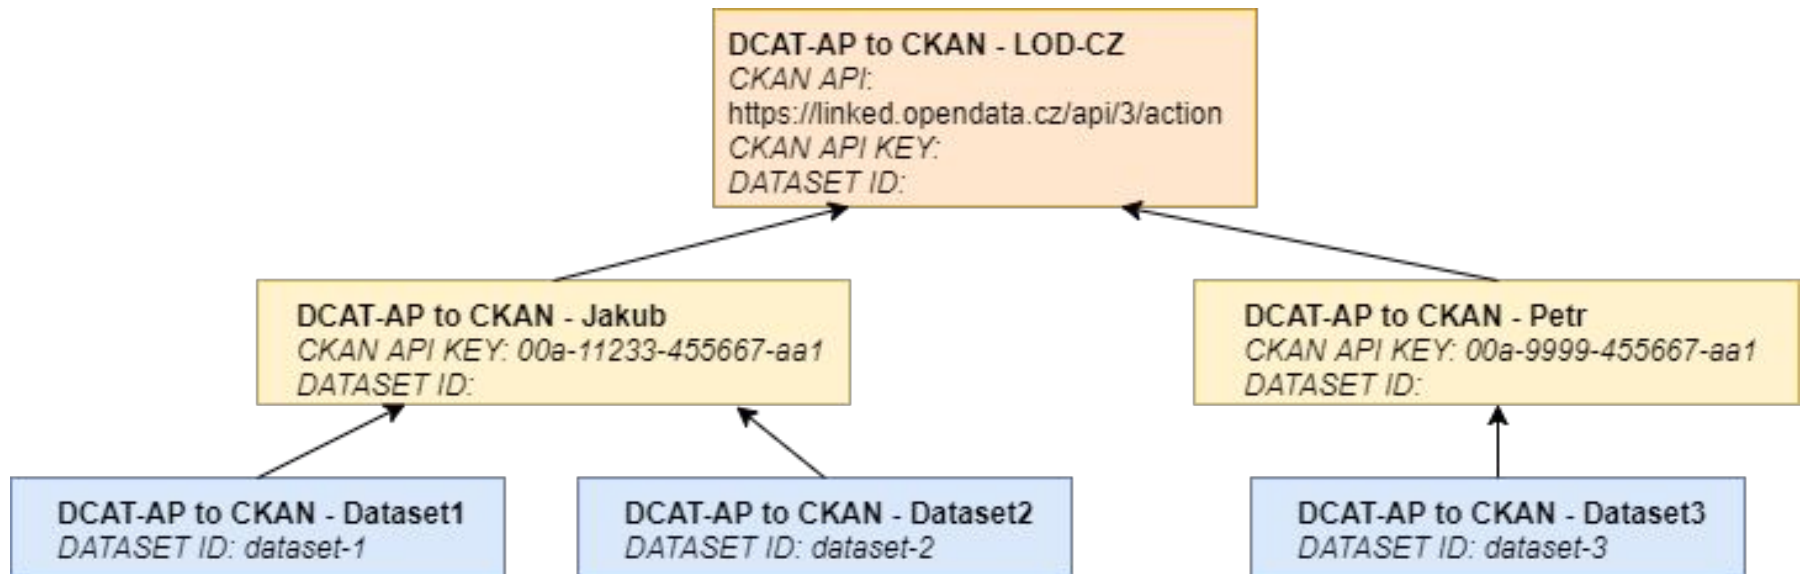 DCAT-AP to CKAN - LOD-CZ
CKAN API:
https://linked.opendata.cz/api/3/action
CKAN API KEY:
DATASET ID:
DCAT-AP to CKAN - Jakub
CKAN API KEY: 00a-11233-455667-aa1
DATASET ID:
DCAT-AP to CKAN - Petr
CKAN API KEY: 00a-9999-455667-aa1
DATASET ID:
DCAT-AP to CKAN - Dataset1
DATASET ID: dataset-1
DCAT-AP to CKAN - Dataset2
DATASET ID: dataset-2
DCAT-AP to CKAN - Dataset3
DATASET ID: dataset-3